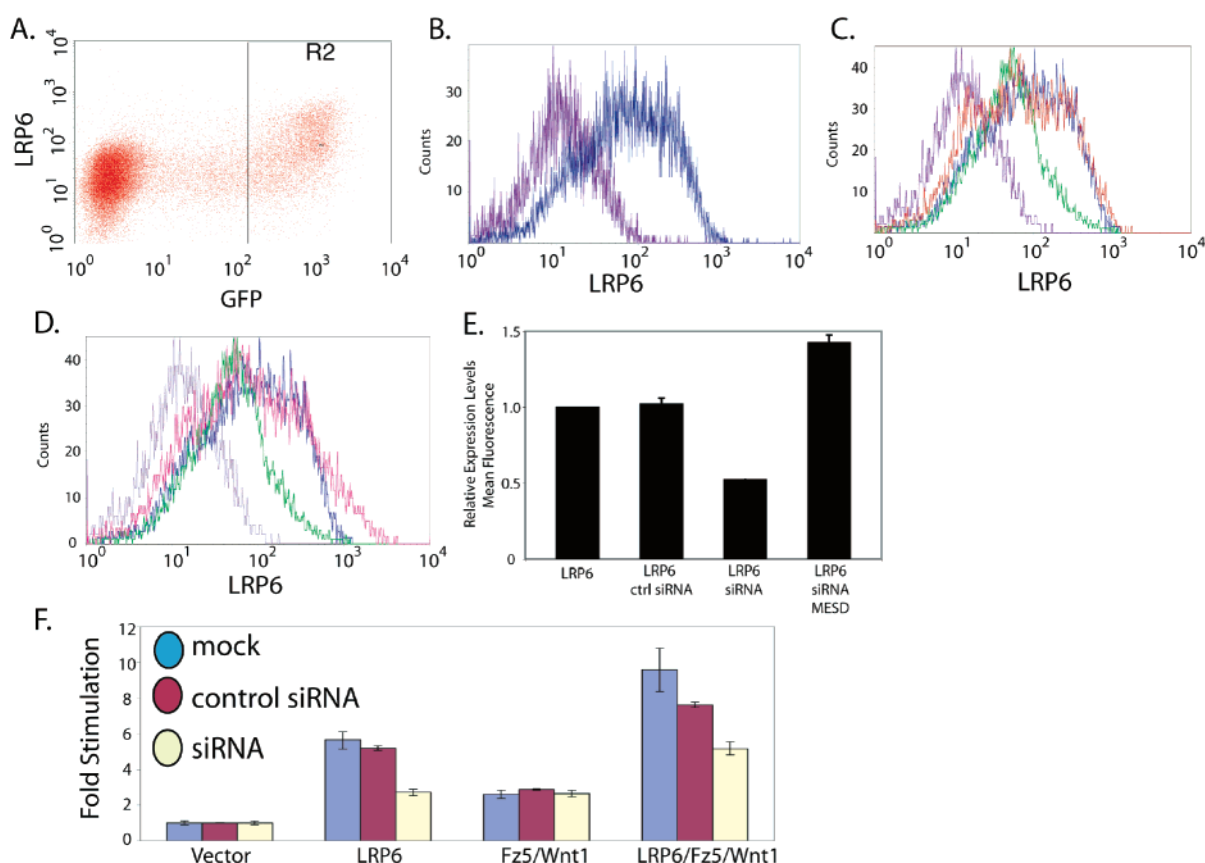 A.
R2
LRP6
10^4
10^3
10^2
10^1
10^0
10^0 10^1 10^2 10^3 10^4
GFP
B.
Counts
30
20
10
10^0 10^1 10^2 10^3 10^4
LRP6
C.
Counts
40
30
20
10
10^0 10^1 10^2 10^3 10^4
LRP6
D.
Counts
40
30
20
10
0
10^0 10^1 10^2 10^3 10^4
LRP6
E.
Relative Expression Levels
Mean Fluorescence
1.5
1.0
0.5
0
LRP6
LRP6
ctrl siRNA
LRP6
siRNA
LRP6
siRNA
MESD
F.
Fold Stimulation
12
10
8
6
4
2
0
mock
control siRNA
siRNA
Vector LRP6 Fz5/Wnt1 LRP6/Fz5/Wnt1